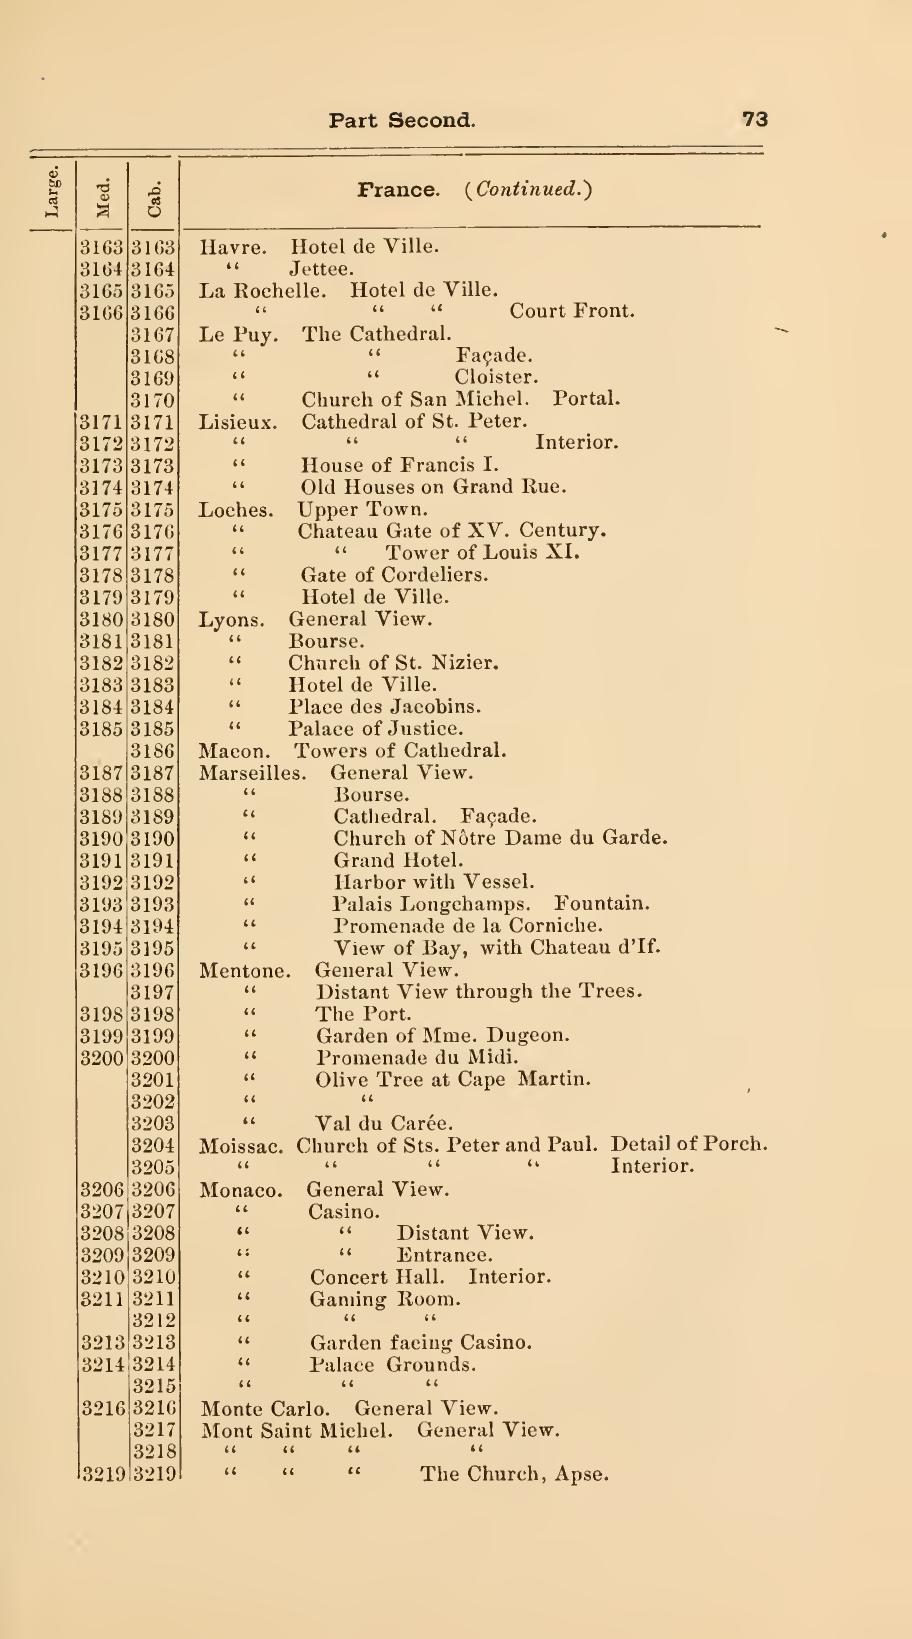 Part Second. 73
Large. Med. Cab. France. (Continued.)
3163 3163 Havre. Hotel de Ville.
3164 3164 “ Jettee.
3165 3165 La Rochelle. Hotel de Ville.
3166 3166 “ “ “ Court Front.
3167 Le Puy. The Cathedral.
3168 “ “ Façade.
3169 “ “ Cloister.
3170 “ Church of San Michel. Portal.
3171 3171 Lisieux. Cathedral of St. Peter.
3172 3172 “ “ “ Interior.
3173 3173 “ House of Francis I.
3174 3174 “ Old Houses on Grand Rue.
3175 3175 Loches. Upper Town.
3176 3176 “ Chateau Gate of XV. Century.
3177 3177 “ “ Tower of Louis XI.
3178 3178 “ Gate of Cordeliers.
3179 3179 “ Hotel de Ville.
3180 3180 Lyons. General View.
3181 3181 “ Bourse.
3182 3182 “ Church of St. Nizier.
3183 3183 “ Hotel de Ville.
3184 3184 “ Place des Jacobins.
3185 3185 “ Palace of Justice.
3186 Macon. Towers of Cathedral.
3187 3187 Marseilles. General View.
3188 3188 “ Bourse.
3189 3189 “ Cathedral. Façade.
3190 3190 “ Church of Nôtre Dame du Garde.
3191 3191 “ Grand Hotel.
3192 3192 “ Harbor with Vessel.
3193 3193 “ Palais Longchamps. Fountain.
3194 3194 “ Promenade de la Corniche.
3195 3195 “ View of Bay, with Chateau d’If.
3196 3196 Mentone. General View.
3197 “ Distant View through the Trees.
3198 3198 “ The Port.
3199 3199 “ Garden of Mme. Dugeon.
3200 3200 “ Promenade du Midi.
3201 “ Olive Tree at Cape Martin.
3202 “ “
3203 “ Val du Carée.
3204 Moissac. Church of Sts. Peter and Paul. Detail of Porch.
3205 “ “ “ “ Interior.
3206 3206 Monaco. General View.
3207 3207 “ Casino.
3208 3208 “ “ Distant View.
3209 3209 “ “ Entrance.
3210 3210 “ Concert Hall. Interior.
3211 3211 “ Gaming Room.
3212 “ “ “
3213 3213 “ Garden facing Casino.
3214 3214 “ Palace Grounds.
3215 “ “ “
3216 3216 Monte Carlo. General View.
3217 Mont Saint Michel. General View.
3218 “ “ “ “
3219 3219 “ “ “ The Church, Apse.